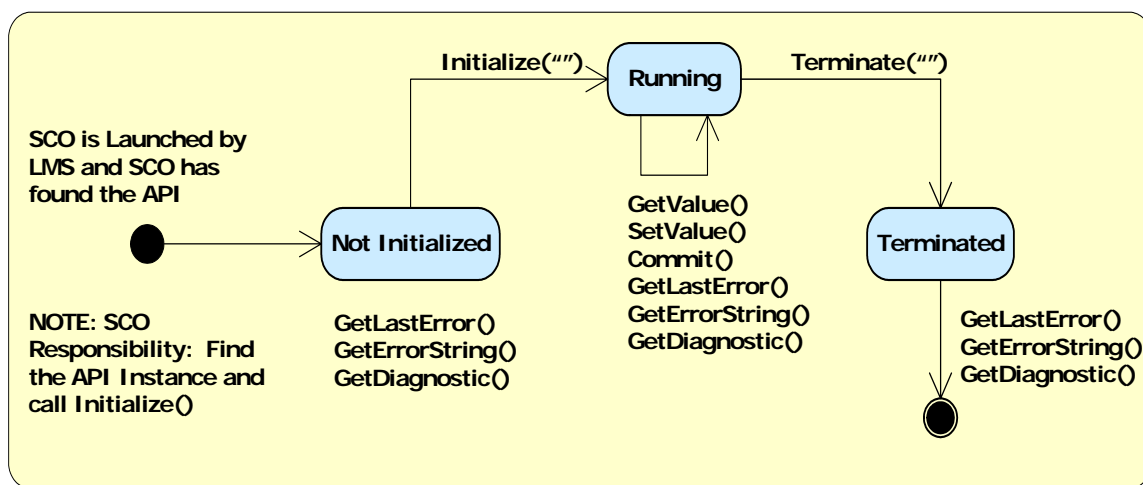 Initialize(“”)
Running
Terminate(“”)
SCO is Launched by
LMS and SCO has
found the API
Not Initialized
GetValue()
SetValue()
Commit()
GetLastError()
GetErrorString()
GetDiagnostic()
Terminated
NOTE: SCO
Responsibility: Find
the API Instance and
call Initialize()
GetLastError()
GetErrorString()
GetDiagnostic()
GetLastError()
GetErrorString()
GetDiagnostic()